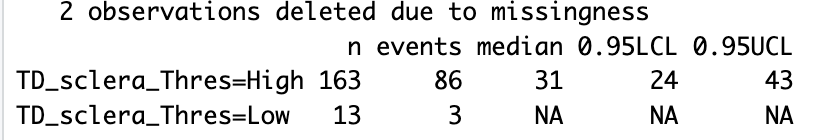 2 observations deleted due to missingness
n events median 0.95LCL 0.95UCL
TD_sclera_Thres=High 163 86 31 24 43
TD_sclera_Thres=Low 13 3 NA NA NA